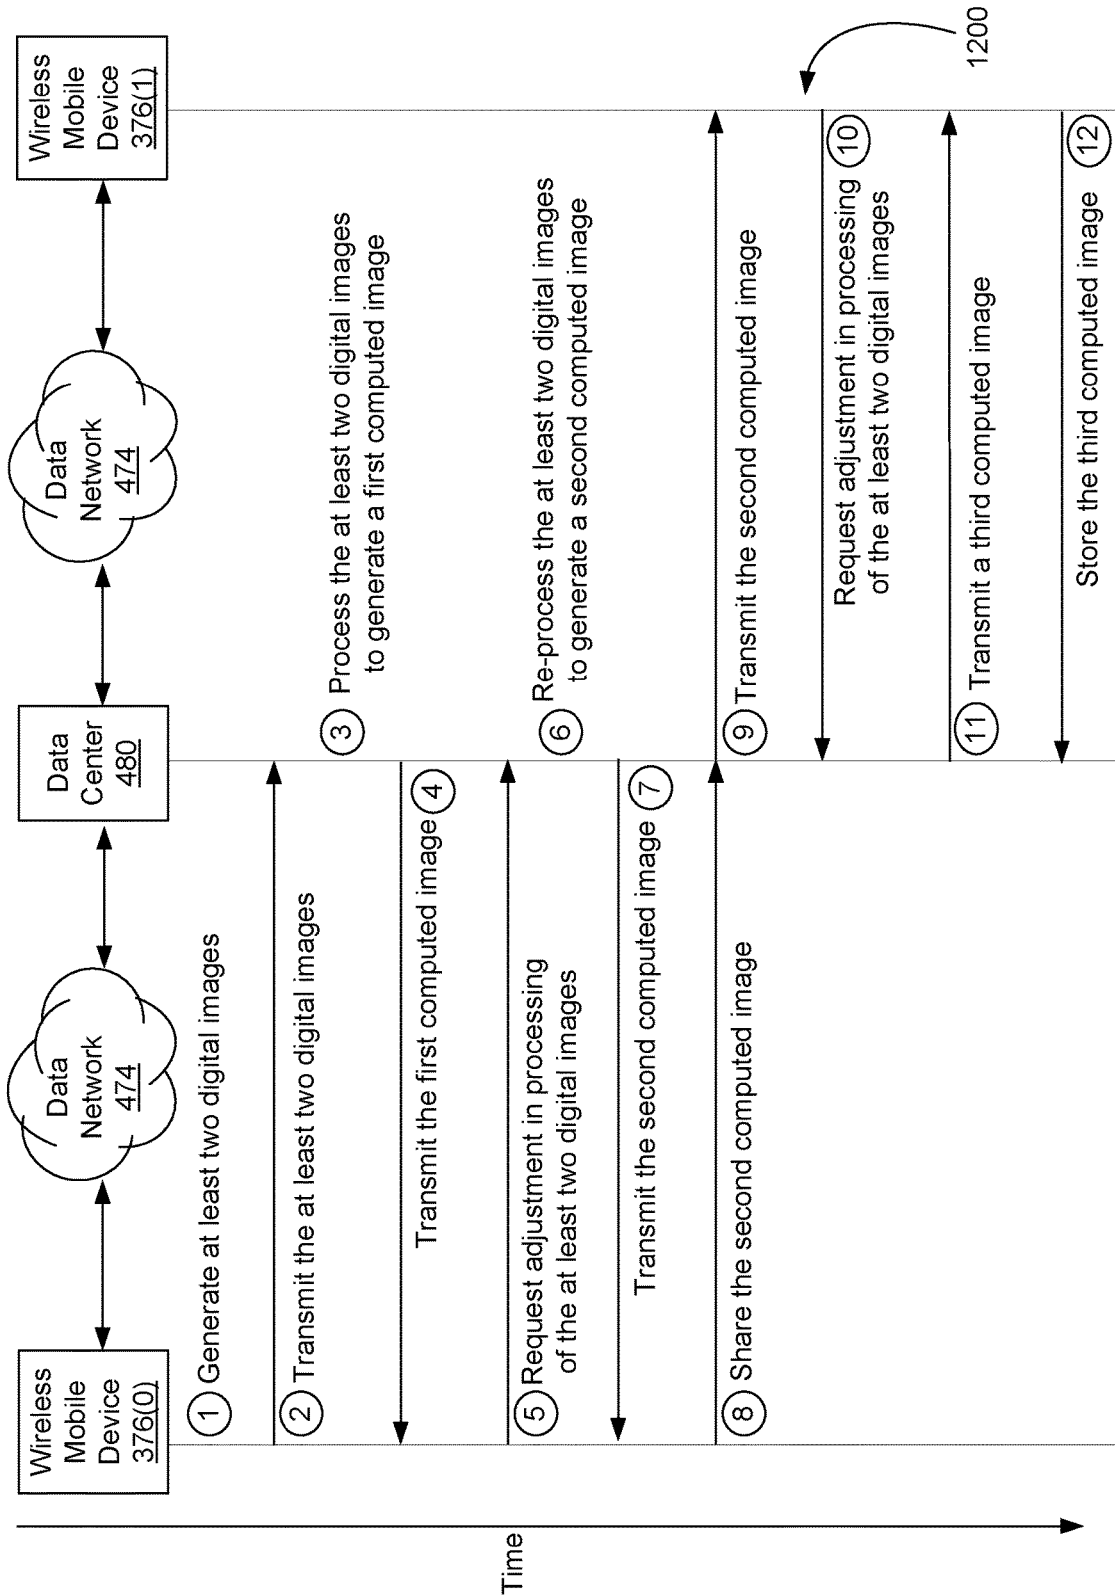 Wireless
Mobile
Device
376(0)
Data
Network
474
Data
Center
480
Data
Network
474
Wireless
Mobile
Device
376(1)
Time
1 Generate at least two digital images
2 Transmit the at least two digital images
3 Process the at least two digital images
to generate a first computed image
Transmit the first computed image 4
5 Request adjustment in processing
of the at least two digital images
6 Re-process the at least two digital images
to generate a second computed image
Transmit the second computed image 7
8 Share the second computed image
9 Transmit the second computed image
Request adjustment in processing 10
of the at least two digital images
11 Transmit a third computed image
Store the third computed image 12
1200